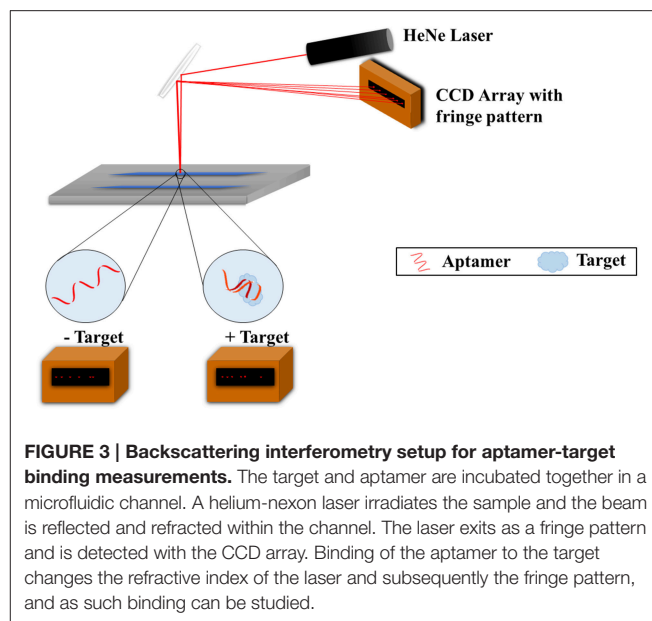 HeNe Laser
CCD Array with
fringe pattern
Aptamer
Target
- Target
+ Target
FIGURE 3 | Backscattering interferometry setup for aptamer-target
binding measurements. The target and aptamer are incubated together in a
microfluidic channel. A helium-nexon laser irradiates the sample and the beam
is reflected and refracted within the channel. The laser exits as a fringe pattern
and is detected with the CCD array. Binding of the aptamer to the target
changes the refractive index of the laser and subsequently the fringe pattern,
and as such binding can be studied.